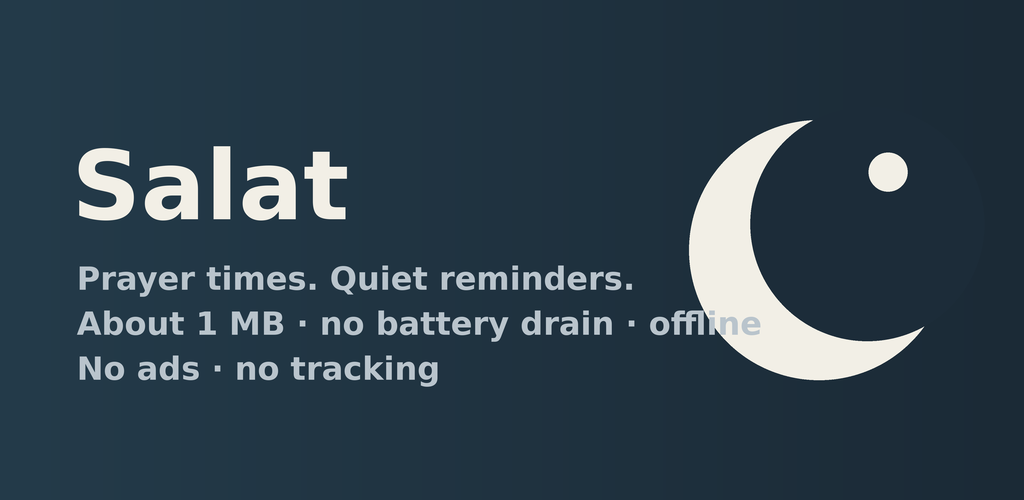 Salat
Prayer times. Quiet reminders.
About 1 MB · no battery drain · offline
No ads · no tracking